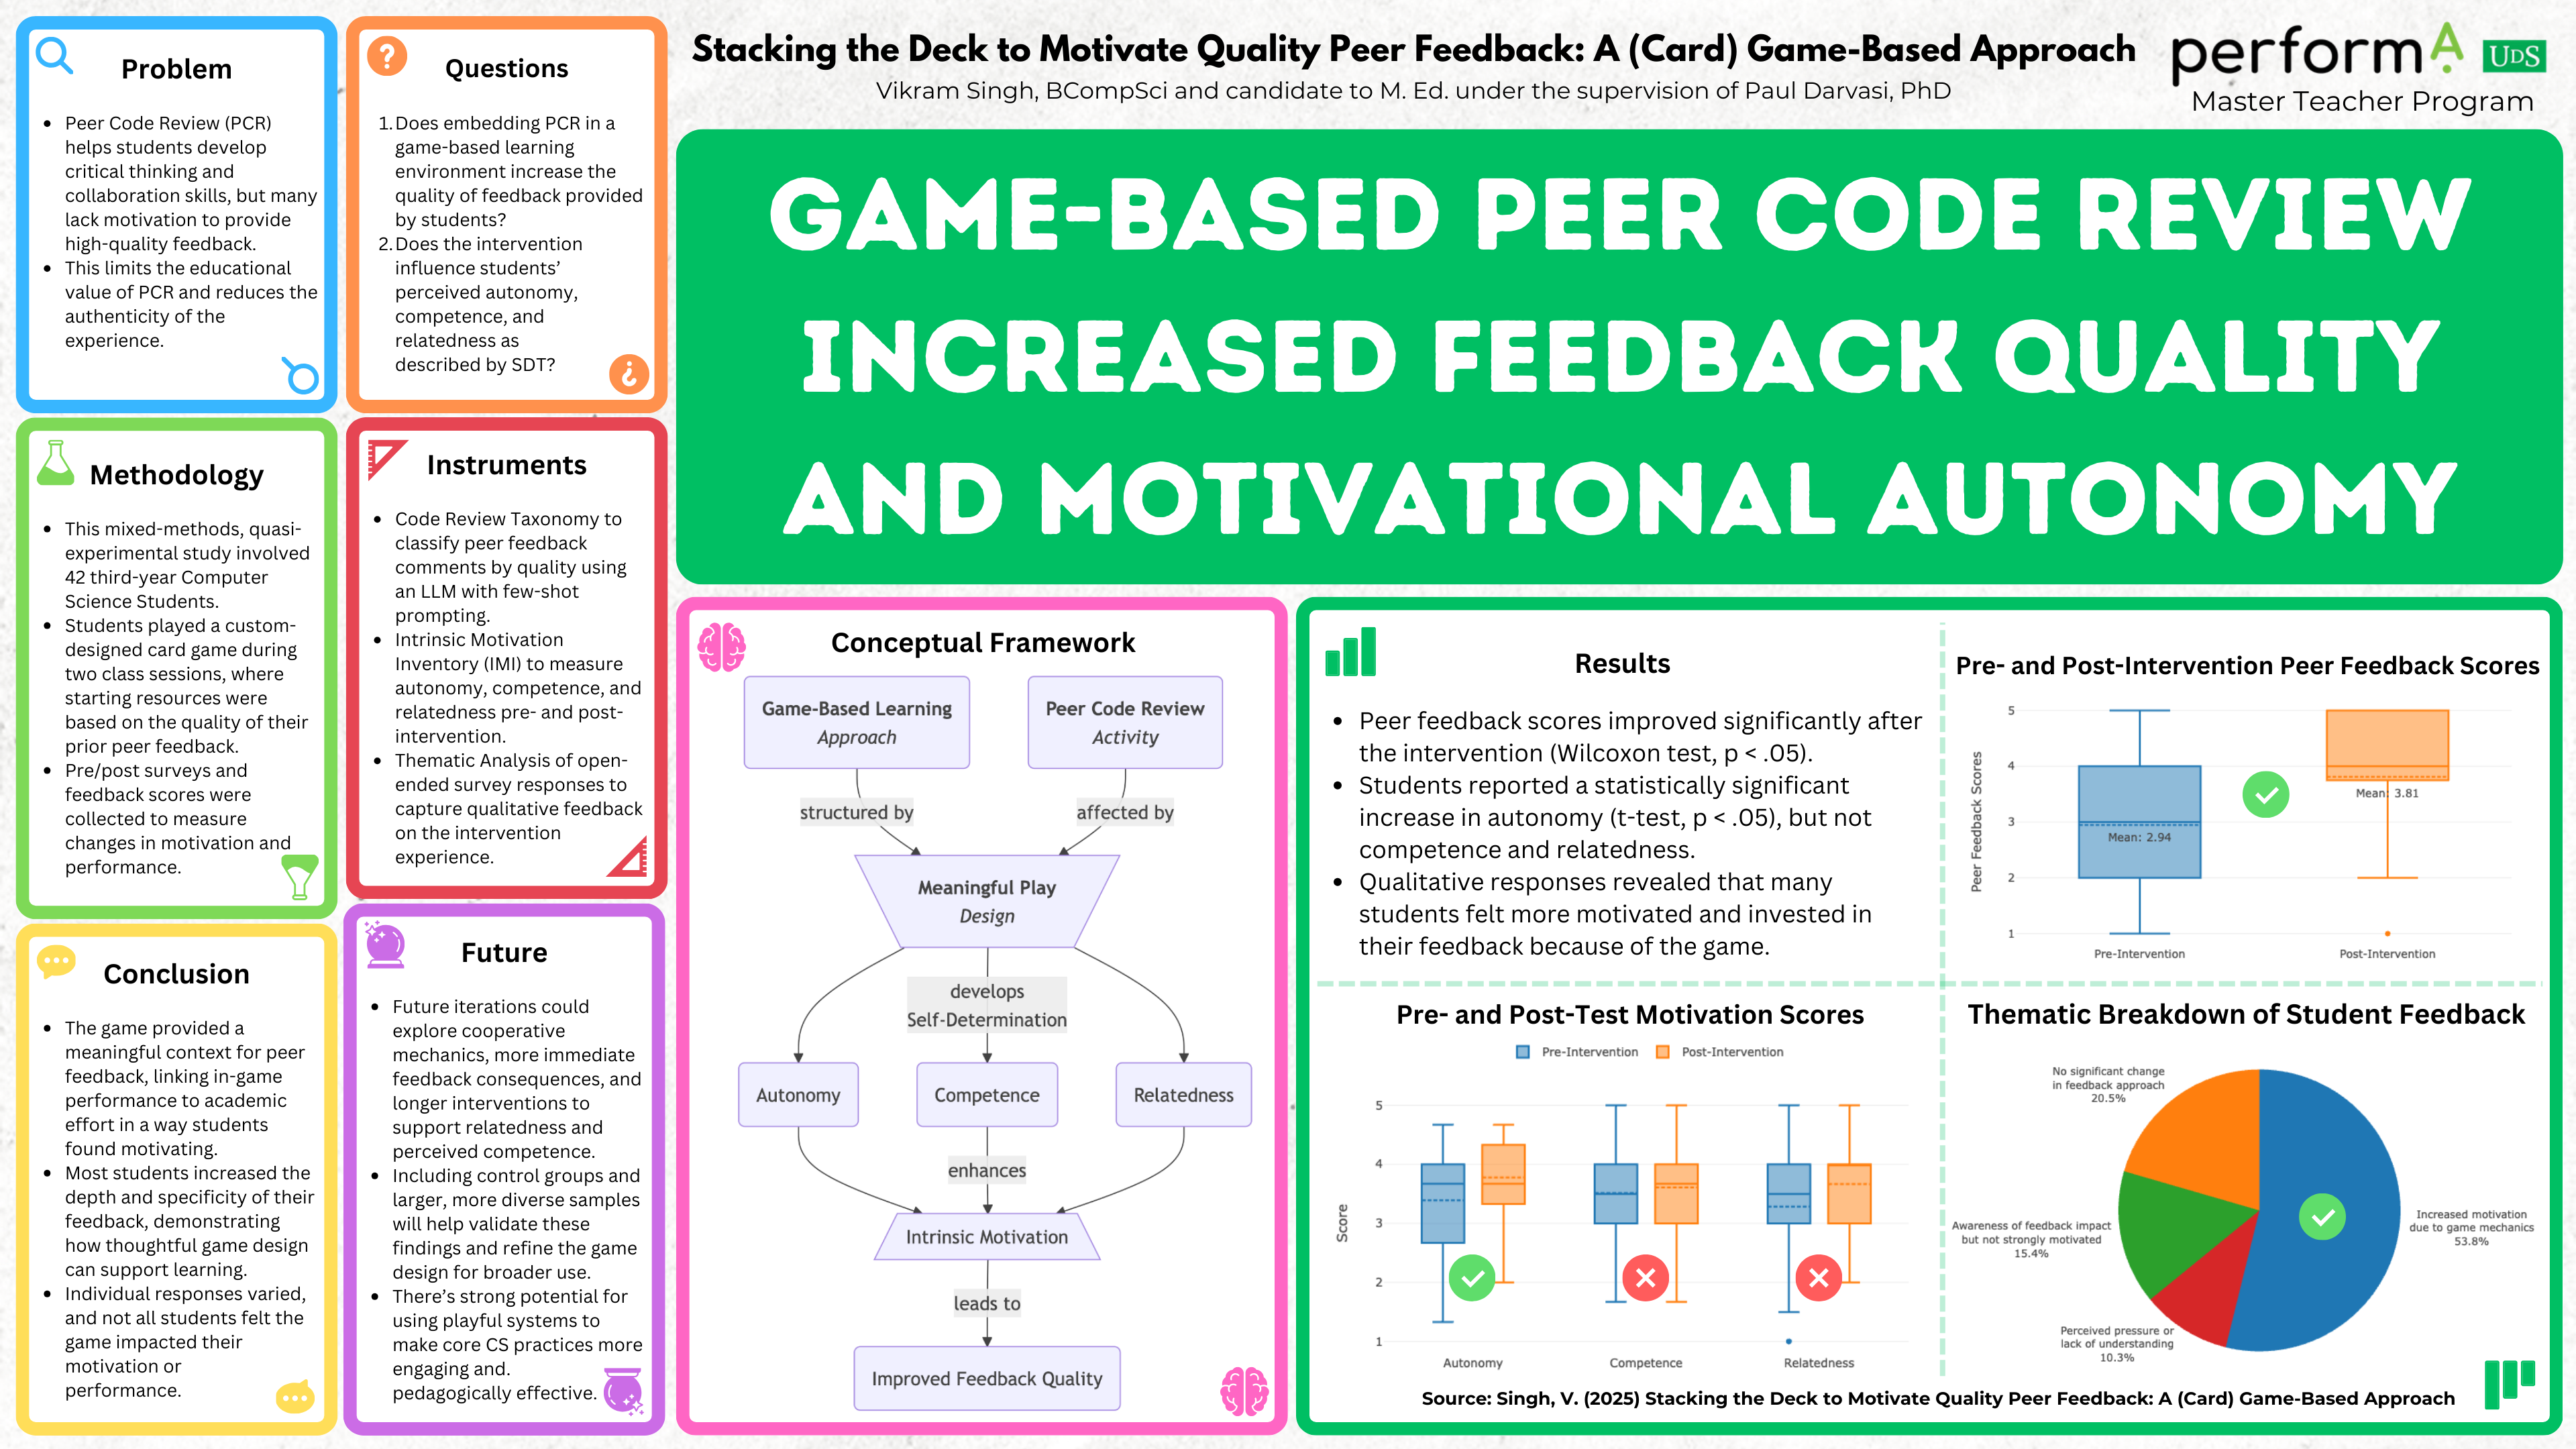 Stacking the Deck to Motivate Quality Peer Feedback: A (Card) Game-Based Approach
Vikram Singh, BCompSci and candidate to M. Ed. under the supervision of Paul Darvasi, PhD
performA
UDS
Master Teacher Program
Problem
• Peer Code Review (PCR)
helps students develop
critical thinking and
collaboration skills, but many
lack motivation to provide
high-quality feedback.
• This limits the educational
value of PCR and reduces the
authenticity of the
experience.
Questions
1. Does embedding PCR in a
game-based learning
environment increase the
quality of feedback provided
by students?
2. Does the intervention
influence students’
perceived autonomy,
competence, and
relatedness as
described by SDT?
GAME-BASED PEER CODE REVIEW
INCREASED FEEDBACK QUALITY
AND MOTIVATIONAL AUTONOMY
Methodology
• This mixed-methods, quasi-
experimental study involved
42 third-year Computer
Science Students.
• Students played a custom-
designed card game during
two class sessions, where
starting resources were
based on the quality of their
prior peer feedback.
• Pre/post surveys and
feedback scores were
collected to measure
changes in motivation and
performance.
Instruments
• Code Review Taxonomy to
classify peer feedback
comments by quality using
an LLM with few-shot
prompting.
• Intrinsic Motivation
Inventory (IMI) to measure
autonomy, competence, and
relatedness pre- and post-
intervention.
• Thematic Analysis of open-
ended survey responses to
capture qualitative feedback
on the intervention
experience.
Conclusion
• The game provided a
meaningful context for peer
feedback, linking in-game
performance to academic
effort in a way students
found motivating.
• Most students increased the
depth and specificity of their
feedback, demonstrating
how thoughtful game design
can support learning.
• Individual responses varied,
and not all students felt the
game impacted their
motivation or
performance.
Future
• Future iterations could
explore cooperative
mechanics, more immediate
feedback consequences, and
longer interventions to
support relatedness and
perceived competence.
• Including control groups and
larger, more diverse samples
will help validate these
findings and refine the game
design for broader use.
• There’s strong potential for
using playful systems to
make core CS practices more
engaging and.
pedagogically effective.
Conceptual Framework
Game-Based Learning
Approach
Peer Code Review
Activity
structured by
affected by
Meaningful Play
Design
develops
Self-Determination
Autonomy
Competence
Relatedness
enhances
Intrinsic Motivation
leads to
Improved Feedback Quality
Results
• Peer feedback scores improved significantly after
the intervention (Wilcoxon test, p < .05).
• Students reported a statistically significant
increase in autonomy (t-test, p < .05), but not
competence and relatedness.
• Qualitative responses revealed that many
students felt more motivated and invested in
their feedback because of the game.
Pre- and Post-Intervention Peer Feedback Scores
Peer Feedback Scores
5
4
3
2
1
Mean: 2.94
Mean: 3.81
Pre-Intervention
Post-Intervention
Pre- and Post-Test Motivation Scores
Pre-Intervention
Post-Intervention
Score
5
4
3
2
1
Autonomy
Competence
Relatedness
Thematic Breakdown of Student Feedback
No significant change
in feedback approach
20.5%
Awareness of feedback impact
but not strongly motivated
15.4%
Perceived pressure or
lack of understanding
10.3%
Increased motivation
due to game mechanics
53.8%
Source: Singh, V. (2025) Stacking the Deck to Motivate Quality Peer Feedback: A (Card) Game-Based Approach